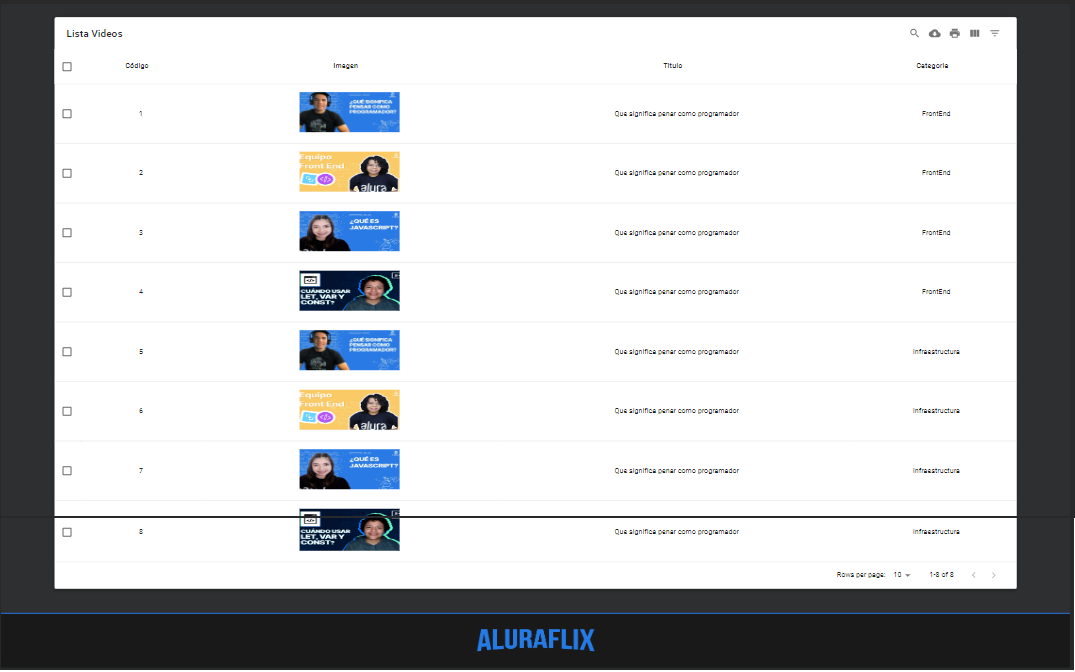 Lista Videos
Código Imagen Titulo Categoria
1 ¿QUÉ SIGNIFICA PENSAR COMO PROGRAMADOR? Que significa penar como programador FrontEnd
2 Equipo Front End alura Que significa penar como programador FrontEnd
3 ¿QUÉ ES JAVASCRIPT? Que significa penar como programador FrontEnd
4 CUÁNDO USAR LET, VAR Y CONST? Que significa penar como programador FrontEnd
5 ¿QUÉ SIGNIFICA PENSAR COMO PROGRAMADOR? Que significa penar como programador Infraestructura
6 Equipo Front End alura Que significa penar como programador Infraestructura
7 ¿QUÉ ES JAVASCRIPT? Que significa penar como programador Infraestructura
8 CUÁNDO USAR LET, VAR Y CONST? Que significa penar como programador Infraestructura
Rows per page: 10 1-8 of 8
ALURAFLIX